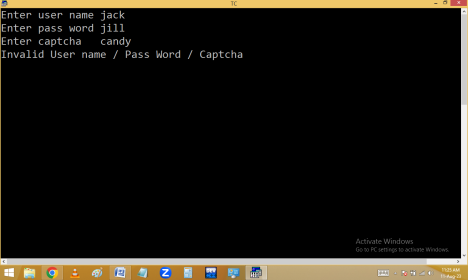 TC
Enter user name jack
Enter pass word jill
Enter captcha   candy
Invalid User name / Pass Word / Captcha
Activate Windows
Go to PC settings to activate Windows.